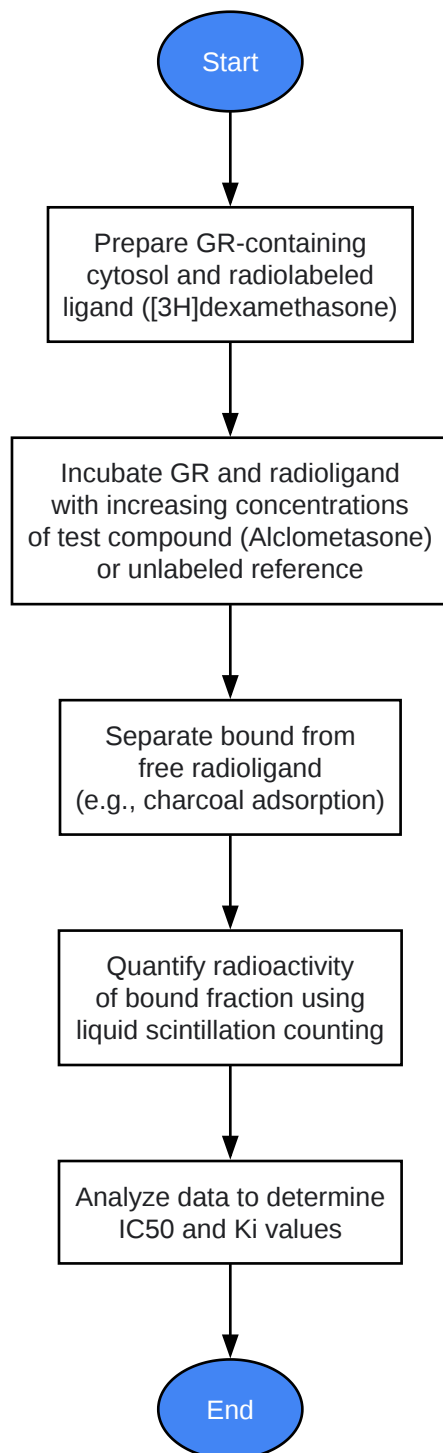 Start
Prepare GR-containing
cytosol and radiolabeled
ligand ([3H]dexamethasone)
Incubate GR and radioligand
with increasing concentrations
of test compound (Alclometasone)
or unlabeled reference
Separate bound from
free radioligand
(e.g., charcoal adsorption)
Quantify radioactivity
of bound fraction using
liquid scintillation counting
Analyze data to determine
IC50 and Ki values
End